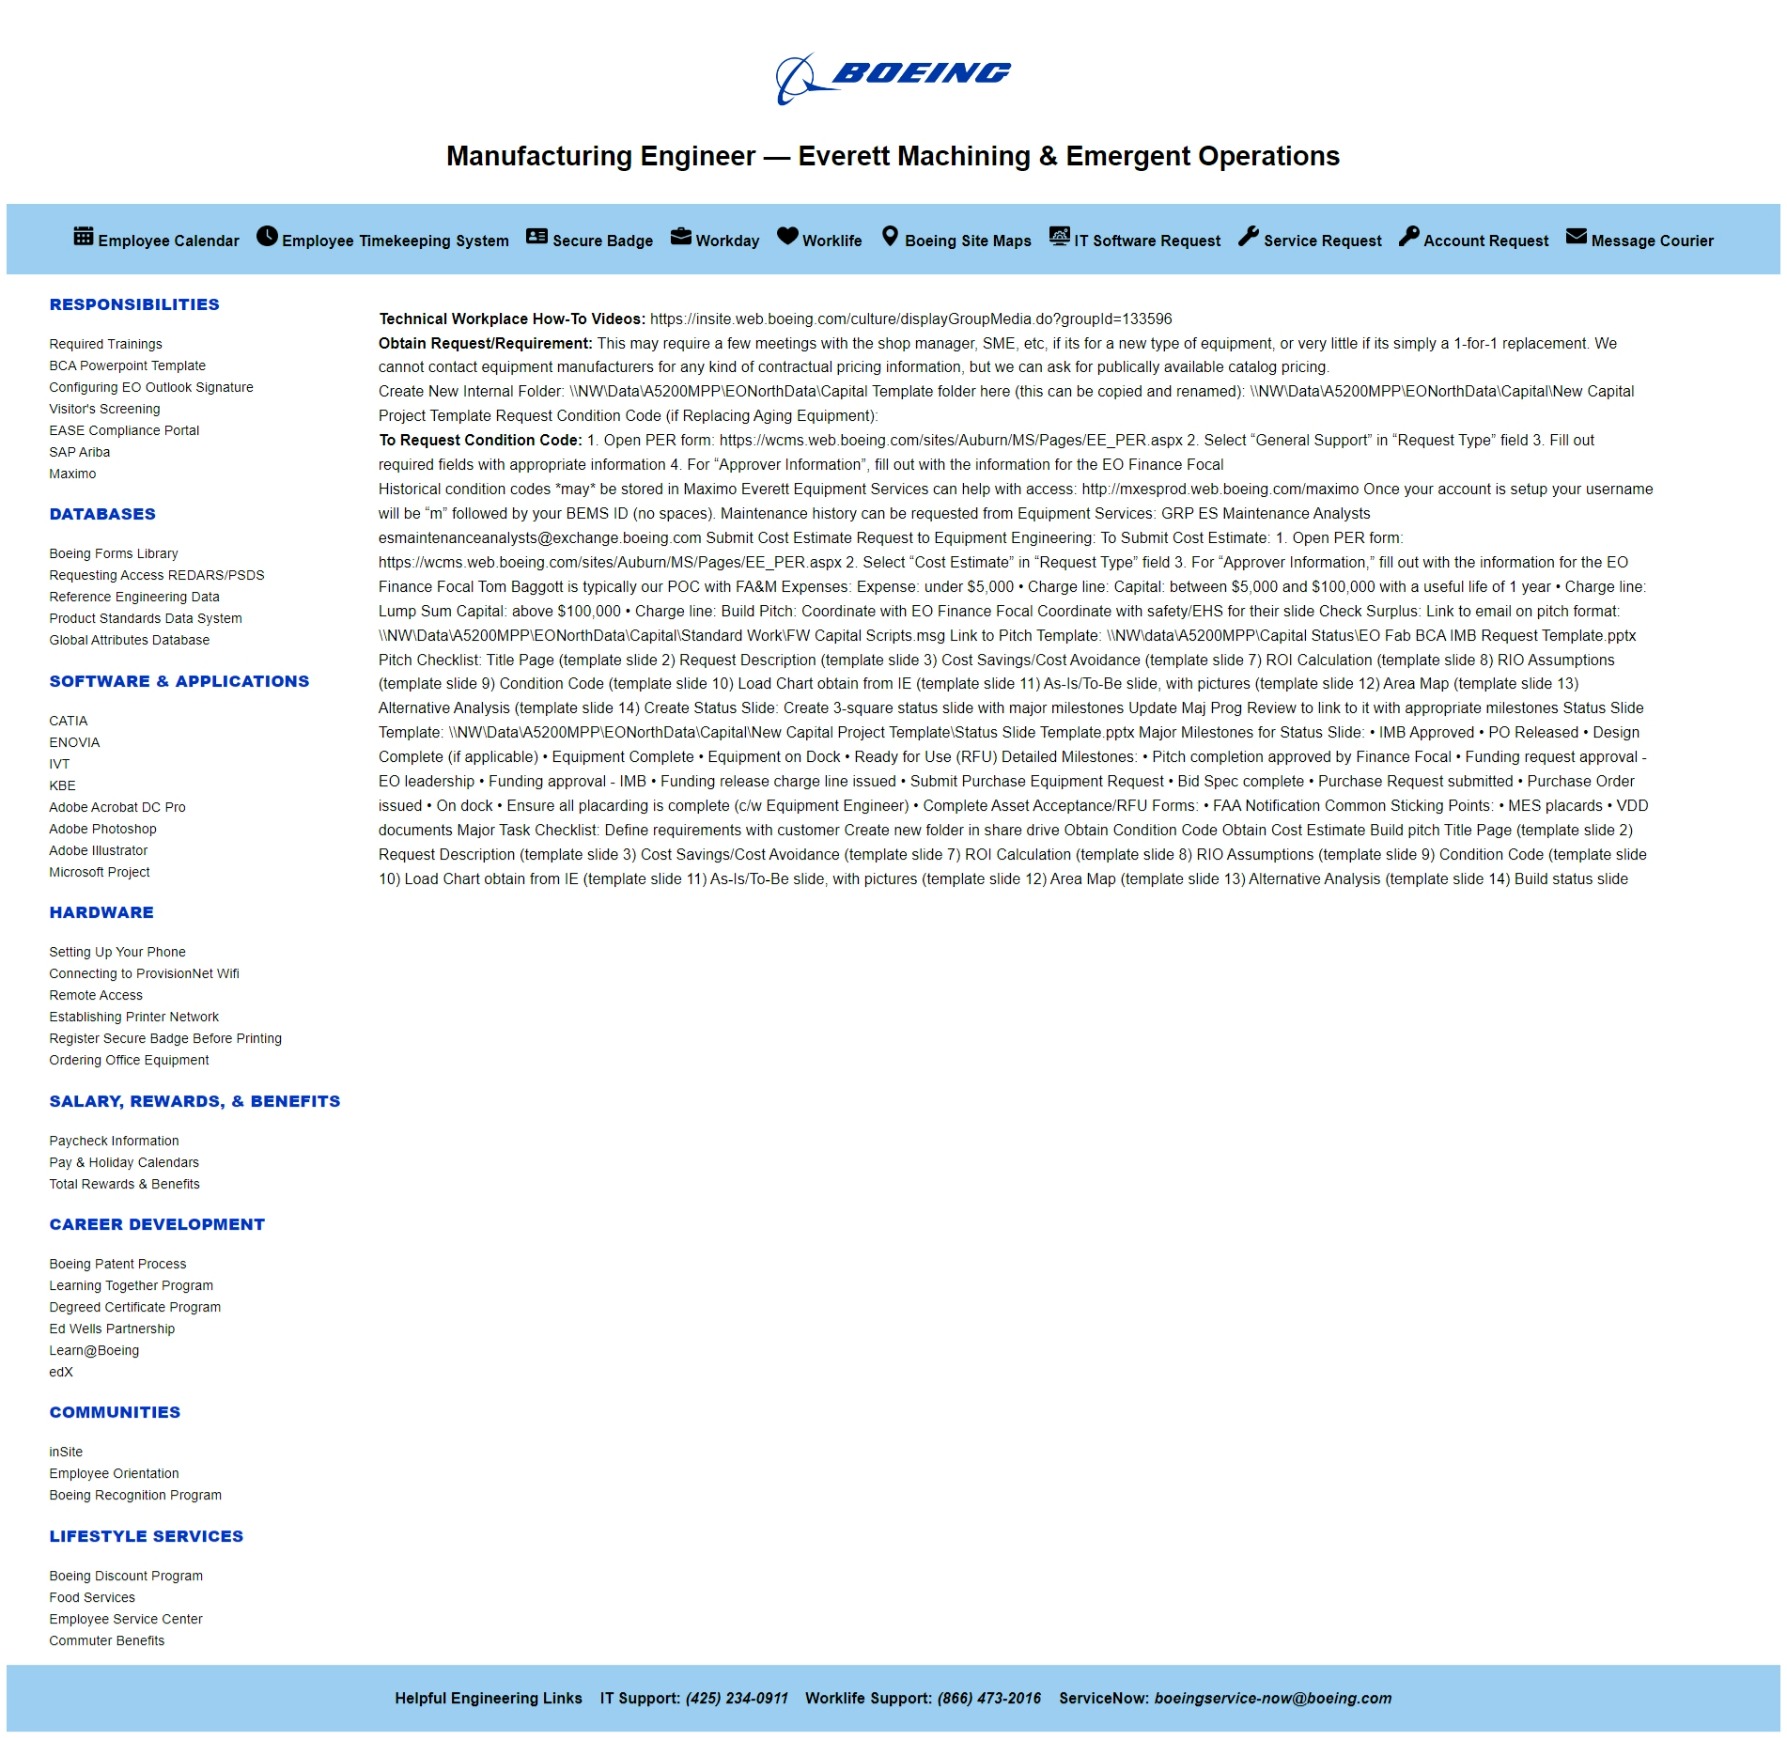 BOEING
Manufacturing Engineer — Everett Machining & Emergent Operations
Employee Calendar Employee Timekeeping System Secure Badge Workday Worklife Boeing Site Maps IT Software Request Service Request Account Request Message Courier
RESPONSIBILITIES
Required Trainings
BCA Powerpoint Template
Configuring EO Outlook Signature
Visitor's Screening
EASE Compliance Portal
SAP Ariba
Maximo
DATABASES
Boeing Forms Library
Requesting Access REDARS/PSDS
Reference Engineering Data
Product Standards Data System
Global Attributes Database
SOFTWARE & APPLICATIONS
CATIA
ENOVIA
IVT
KBE
Adobe Acrobat DC Pro
Adobe Photoshop
Adobe Illustrator
Microsoft Project
HARDWARE
Setting Up Your Phone
Connecting to ProvisionNet Wifi
Remote Access
Establishing Printer Network
Register Secure Badge Before Printing
Ordering Office Equipment
SALARY, REWARDS, & BENEFITS
Paycheck Information
Pay & Holiday Calendars
Total Rewards & Benefits
CAREER DEVELOPMENT
Boeing Patent Process
Learning Together Program
Degreed Certificate Program
Ed Wells Partnership
Learn@Boeing
edX
COMMUNITIES
inSite
Employee Orientation
Boeing Recognition Program
LIFESTYLE SERVICES
Boeing Discount Program
Food Services
Employee Service Center
Commuter Benefits
Technical Workplace How-To Videos: https://insite.web.boeing.com/culture/displayGroupMedia.do?groupId=133596
Obtain Request/Requirement: This may require a few meetings with the shop manager, SME, etc, if its for a new type of equipment, or very little if its simply a 1-for-1 replacement. We
cannot contact equipment manufacturers for any kind of contractual pricing information, but we can ask for publically available catalog pricing.
Create New Internal Folder: \\NW\Data\A5200MPP\EONorthData\Capital Template folder here (this can be copied and renamed): \\NW\Data\A5200MPP\EONorthData\Capital\New Capital
Project Template Request Condition Code (if Replacing Aging Equipment):
To Request Condition Code: 1. Open PER form: https://wcms.web.boeing.com/sites/Auburn/MS/Pages/EE_PER.aspx 2. Select “General Support” in “Request Type” field 3. Fill out
required fields with appropriate information 4. For “Approver Information”, fill out with the information for the EO Finance Focal
Historical condition codes *may* be stored in Maximo Everett Equipment Services can help with access: http://mxesprod.web.boeing.com/maximo Once your account is setup your username
will be “m” followed by your BEMS ID (no spaces). Maintenance history can be requested from Equipment Services: GRP ES Maintenance Analysts
esmaintenanceanalysts@exchange.boeing.com Submit Cost Estimate Request to Equipment Engineering: To Submit Cost Estimate: 1. Open PER form:
https://wcms.web.boeing.com/sites/Auburn/MS/Pages/EE_PER.aspx 2. Select “Cost Estimate” in “Request Type” field 3. For “Approver Information,” fill out with the information for the EO
Finance Focal Tom Baggott is typically our POC with FA&M Expenses: Expense: under $5,000 • Charge line: Capital: between $5,000 and $100,000 with a useful life of 1 year • Charge line:
Lump Sum Capital: above $100,000 • Charge line: Build Pitch: Coordinate with EO Finance Focal Coordinate with safety/EHS for their slide Check Surplus: Link to email on pitch format:
\\NW\Data\A5200MPP\EONorthData\Capital\Standard Work\FW Capital Scripts.msg Link to Pitch Template: \\NW\data\A5200MPP\Capital Status\EO Fab BCA IMB Request Template.pptx
Pitch Checklist: Title Page (template slide 2) Request Description (template slide 3) Cost Savings/Cost Avoidance (template slide 7) ROI Calculation (template slide 8) RIO Assumptions
(template slide 9) Condition Code (template slide 10) Load Chart obtain from IE (template slide 11) As-Is/To-Be slide, with pictures (template slide 12) Area Map (template slide 13)
Alternative Analysis (template slide 14) Create Status Slide: Create 3-square status slide with major milestones Update Maj Prog Review to link to it with appropriate milestones Status Slide
Template: \\NW\Data\A5200MPP\EONorthData\Capital\New Capital Project Template\Status Slide Template.pptx Major Milestones for Status Slide: • IMB Approved • PO Released • Design
Complete (if applicable) • Equipment Complete • Equipment on Dock • Ready for Use (RFU) Detailed Milestones: • Pitch completion approved by Finance Focal • Funding request approval -
EO leadership • Funding approval - IMB • Funding release charge line issued • Submit Purchase Equipment Request • Bid Spec complete • Purchase Request submitted • Purchase Order
issued • On dock • Ensure all placarding is complete (c/w Equipment Engineer) • Complete Asset Acceptance/RFU Forms: • FAA Notification Common Sticking Points: • MES placards • VDD
documents Major Task Checklist: Define requirements with customer Create new folder in share drive Obtain Condition Code Obtain Cost Estimate Build pitch Title Page (template slide 2)
Request Description (template slide 3) Cost Savings/Cost Avoidance (template slide 7) ROI Calculation (template slide 8) RIO Assumptions (template slide 9) Condition Code (template slide
10) Load Chart obtain from IE (template slide 11) As-Is/To-Be slide, with pictures (template slide 12) Area Map (template slide 13) Alternative Analysis (template slide 14) Build status slide
Helpful Engineering Links IT Support: (425) 234-0911 Worklife Support: (866) 473-2016 ServiceNow: boeingservice-now@boeing.com